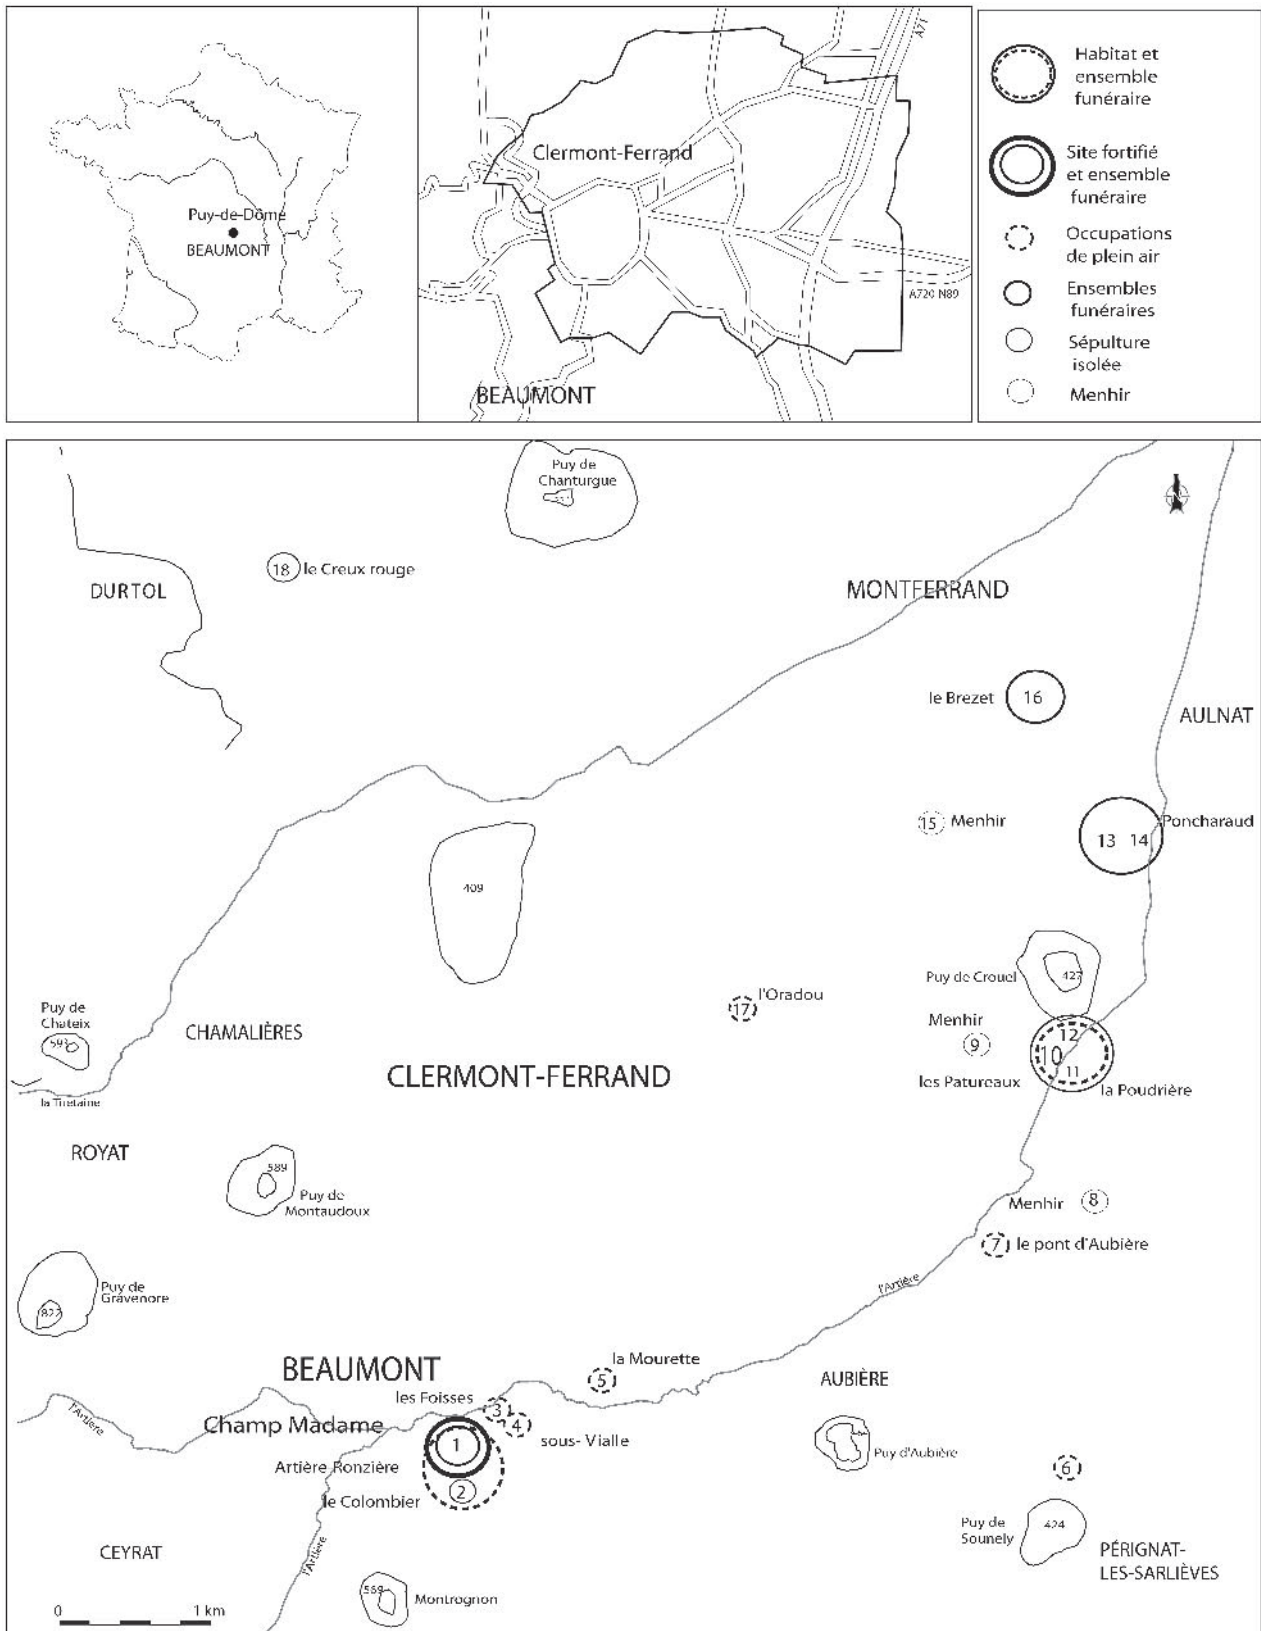 Puy-de-Dôme
BEAUMONT
A71
Clermont-Ferrand
A720 N89
BEAUMONT
Habitat et
ensemble
funéraire
Site fortifié
et ensemble
funéraire
Occupations
de plein air
Ensembles
funéraires
Sépulture
isolée
Menhir
Puy de
Chanturgue
18 le Creux rouge
DURTOL
MONTFERRAND
le Brezet
16
AULNAT
15 Menhir
13 14
Poncharaud
409
Puy de Crouel
427
17
l'Oradou
Puy de
Chateix
593
CHAMALIÈRES
Menhir
9
12
10
11
CLERMONT-FERRAND
les Patureaux
la Poudrière
la Tiretaine
ROYAT
589
Puy de
Montaudoux
Menhir
8
7 le pont d'Aubière
Puy de
Gravenore
822
l'Artière
la Mourette
5
BEAUMONT
AUBIÈRE
les Foisses
3
4
l'Artière
Champ Madame
sous- Vialle
1
Puy d'Aubière
Artière Ronzière
6
2
le Colombier
Puy de
Sounely
424
l'Artière
CEYRAT
PÉRIGNAT-
LES-SARLIÈVES
569
Montrognon
0 1 km